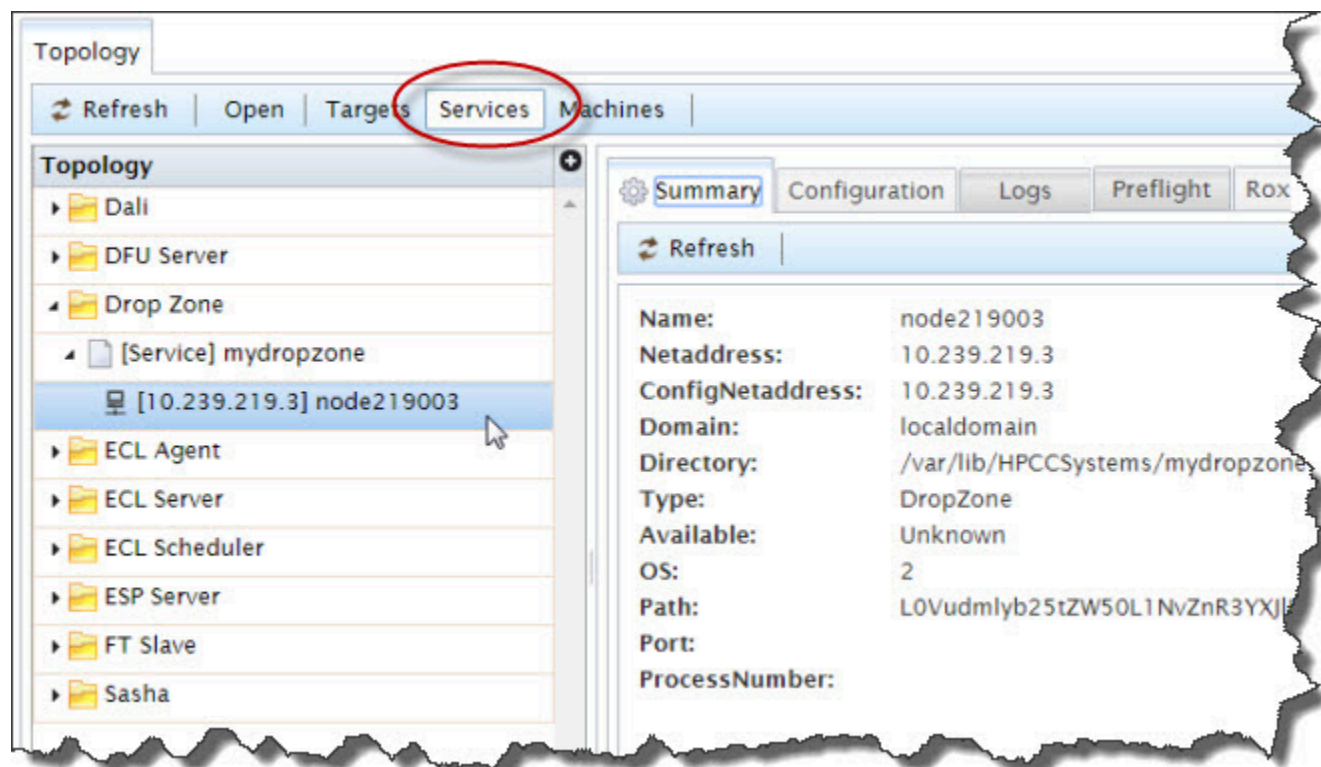 Topology
Refresh Open Targets Services Machines
Topology
Dali
DFU Server
Drop Zone
[Service] mydropzone
[10.239.219.3] node219003
ECL Agent
ECL Server
ECL Scheduler
ESP Server
FT Slave
Sasha
Summary Configuration Logs Preflight Rox
Refresh
Name: node219003
Netaddress: 10.239.219.3
ConfigNetaddress: 10.239.219.3
Domain: localdomain
Directory: /var/lib/HPCCSystems/mydropzone
Type: DropZone
Available: Unknown
OS: 2
Path:
Port:
ProcessNumber: